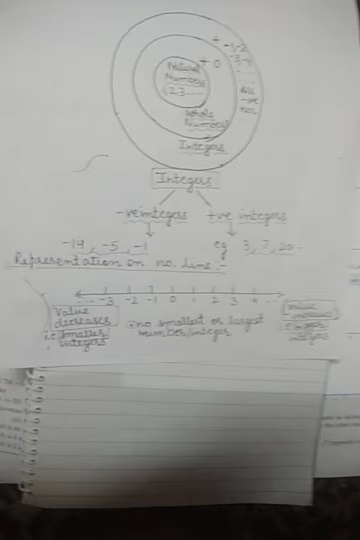 Natural
Numbers
1,2,3....
+ 0
Whole
Numbers
+ -1,-2
-3,-4
All
-ve
nos.
Integers
Integers
-ve integers +ve integers
-14, -5, -1 eg 3, 7, 20.
Representation on no. line :-
... -3 -2 -1 0 1 2 3 4 ...
Value
decreases
i.e smaller
integers
no smallest or largest
number/integer
value
increases
i.e
integers